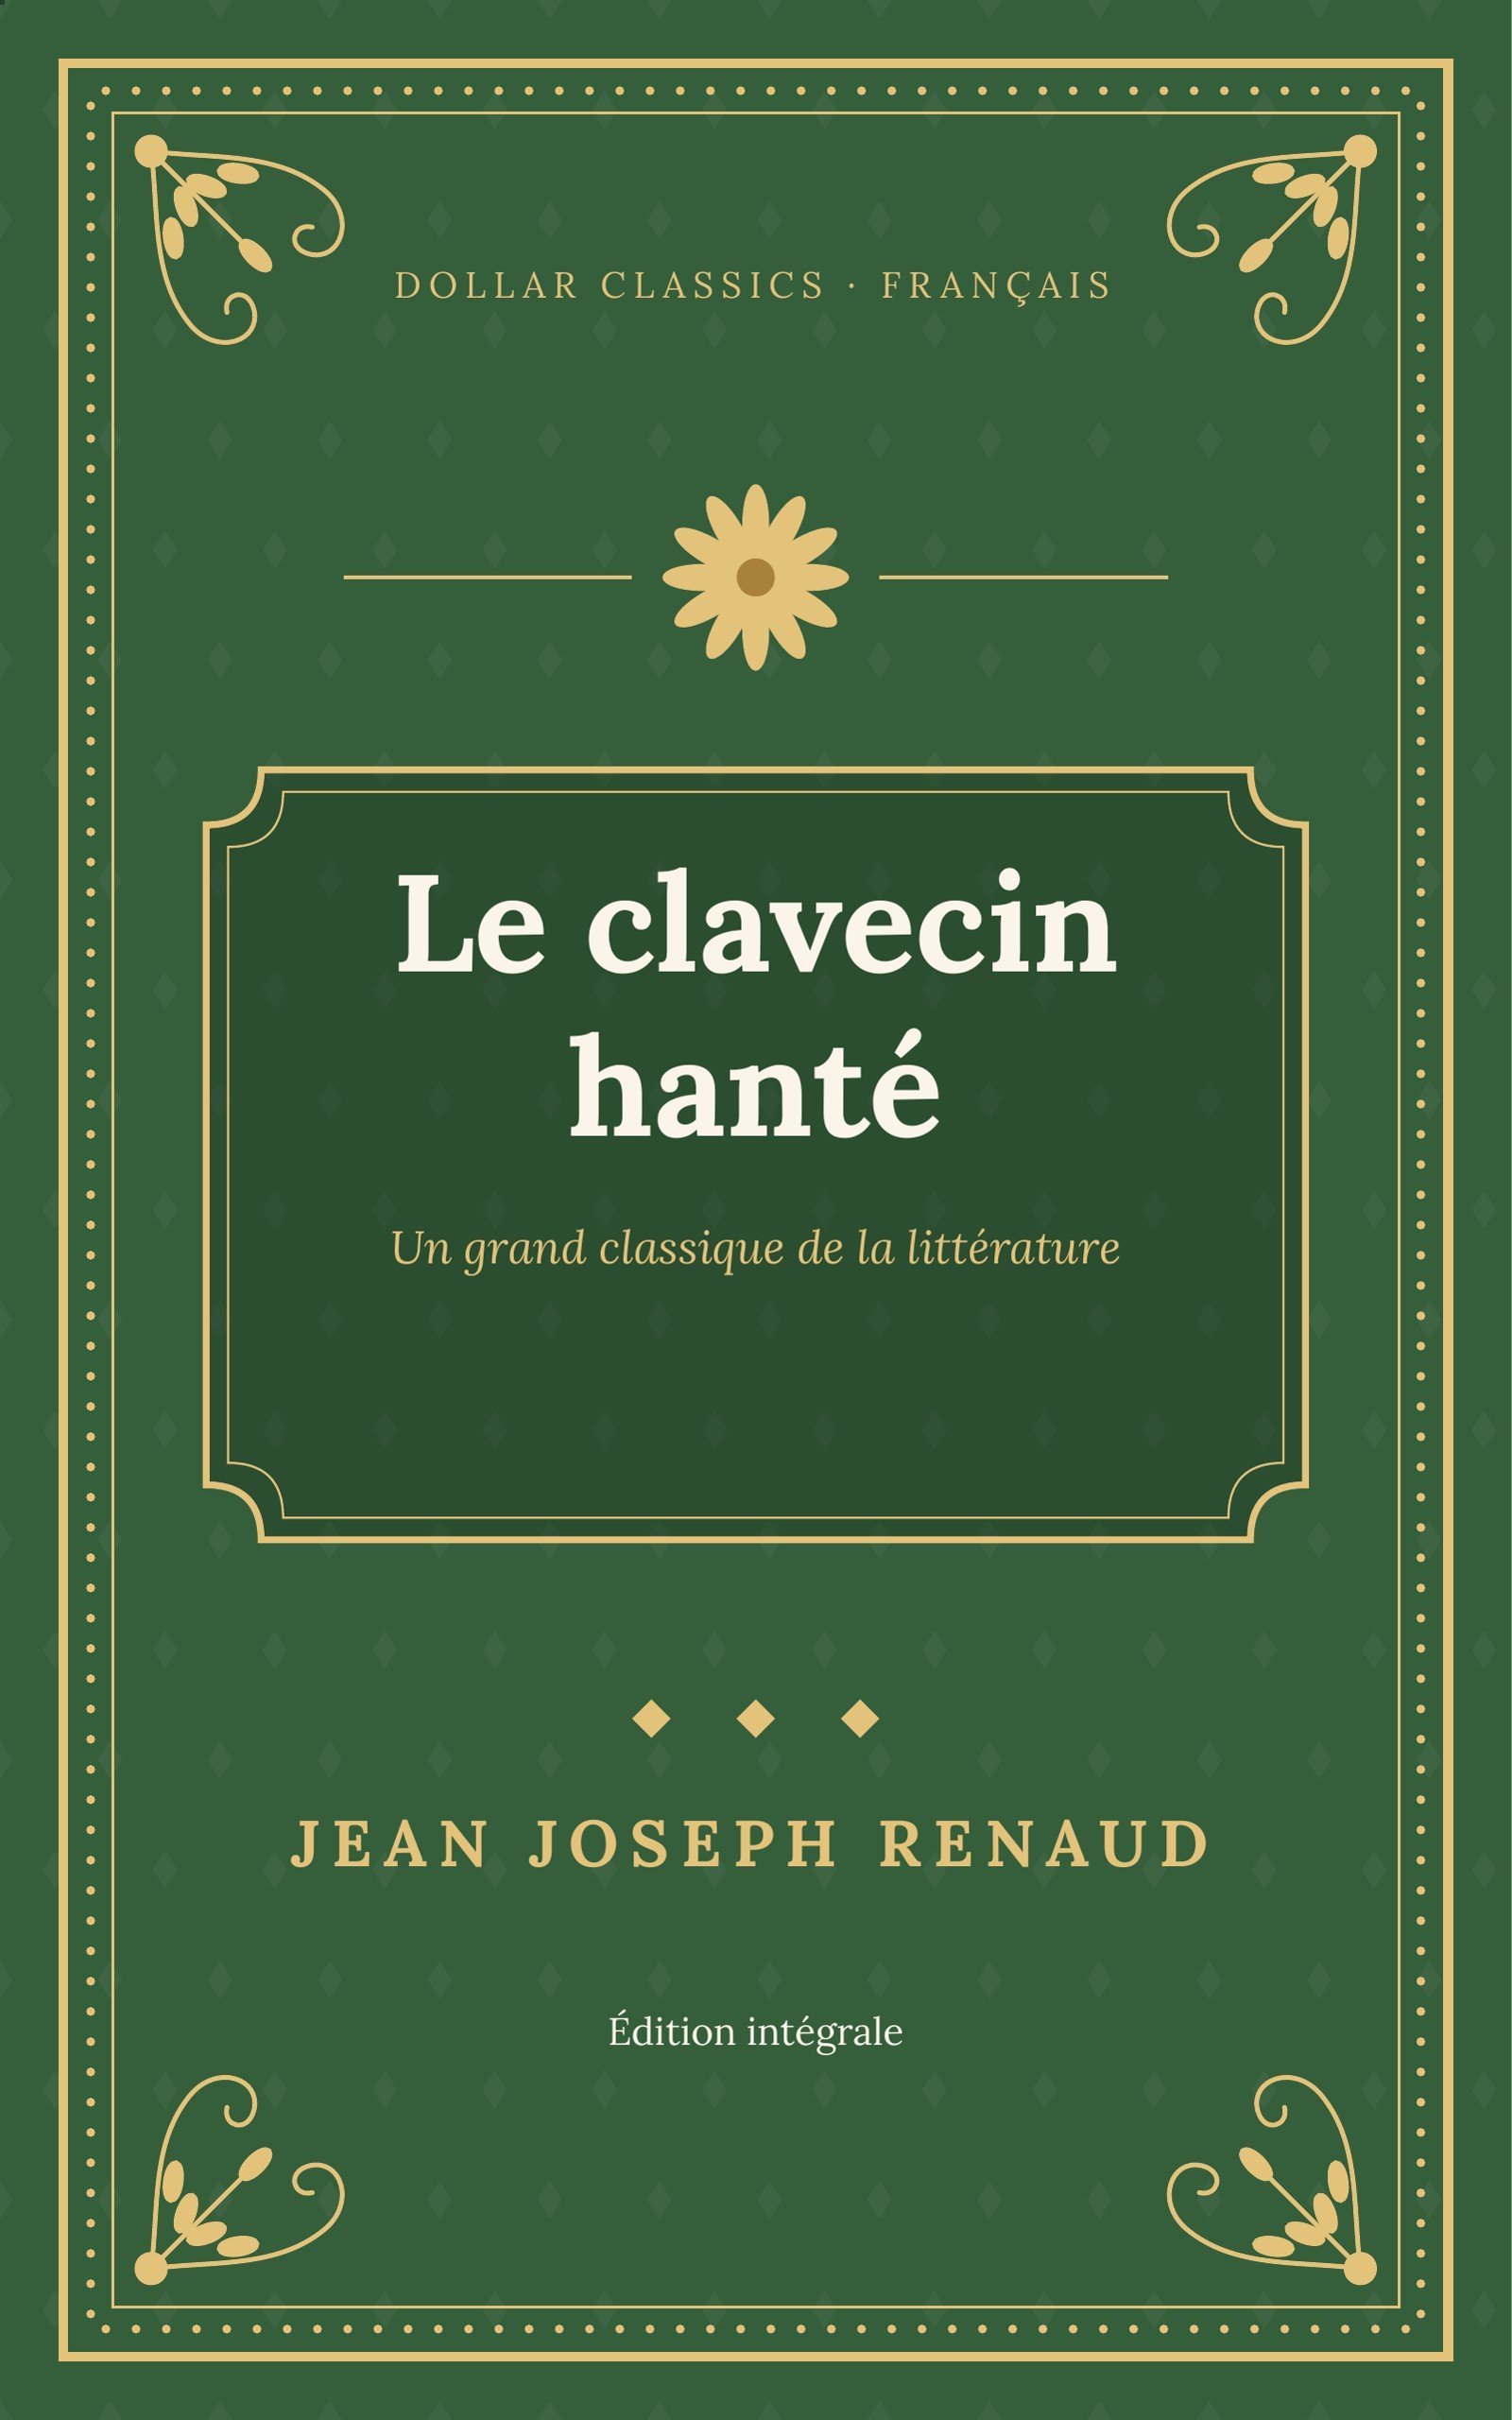 DOLLAR CLASSICS · FRANÇAIS
Le clavecin
hanté
Un grand classique de la littérature
JEAN JOSEPH RENAUD
Édition intégrale